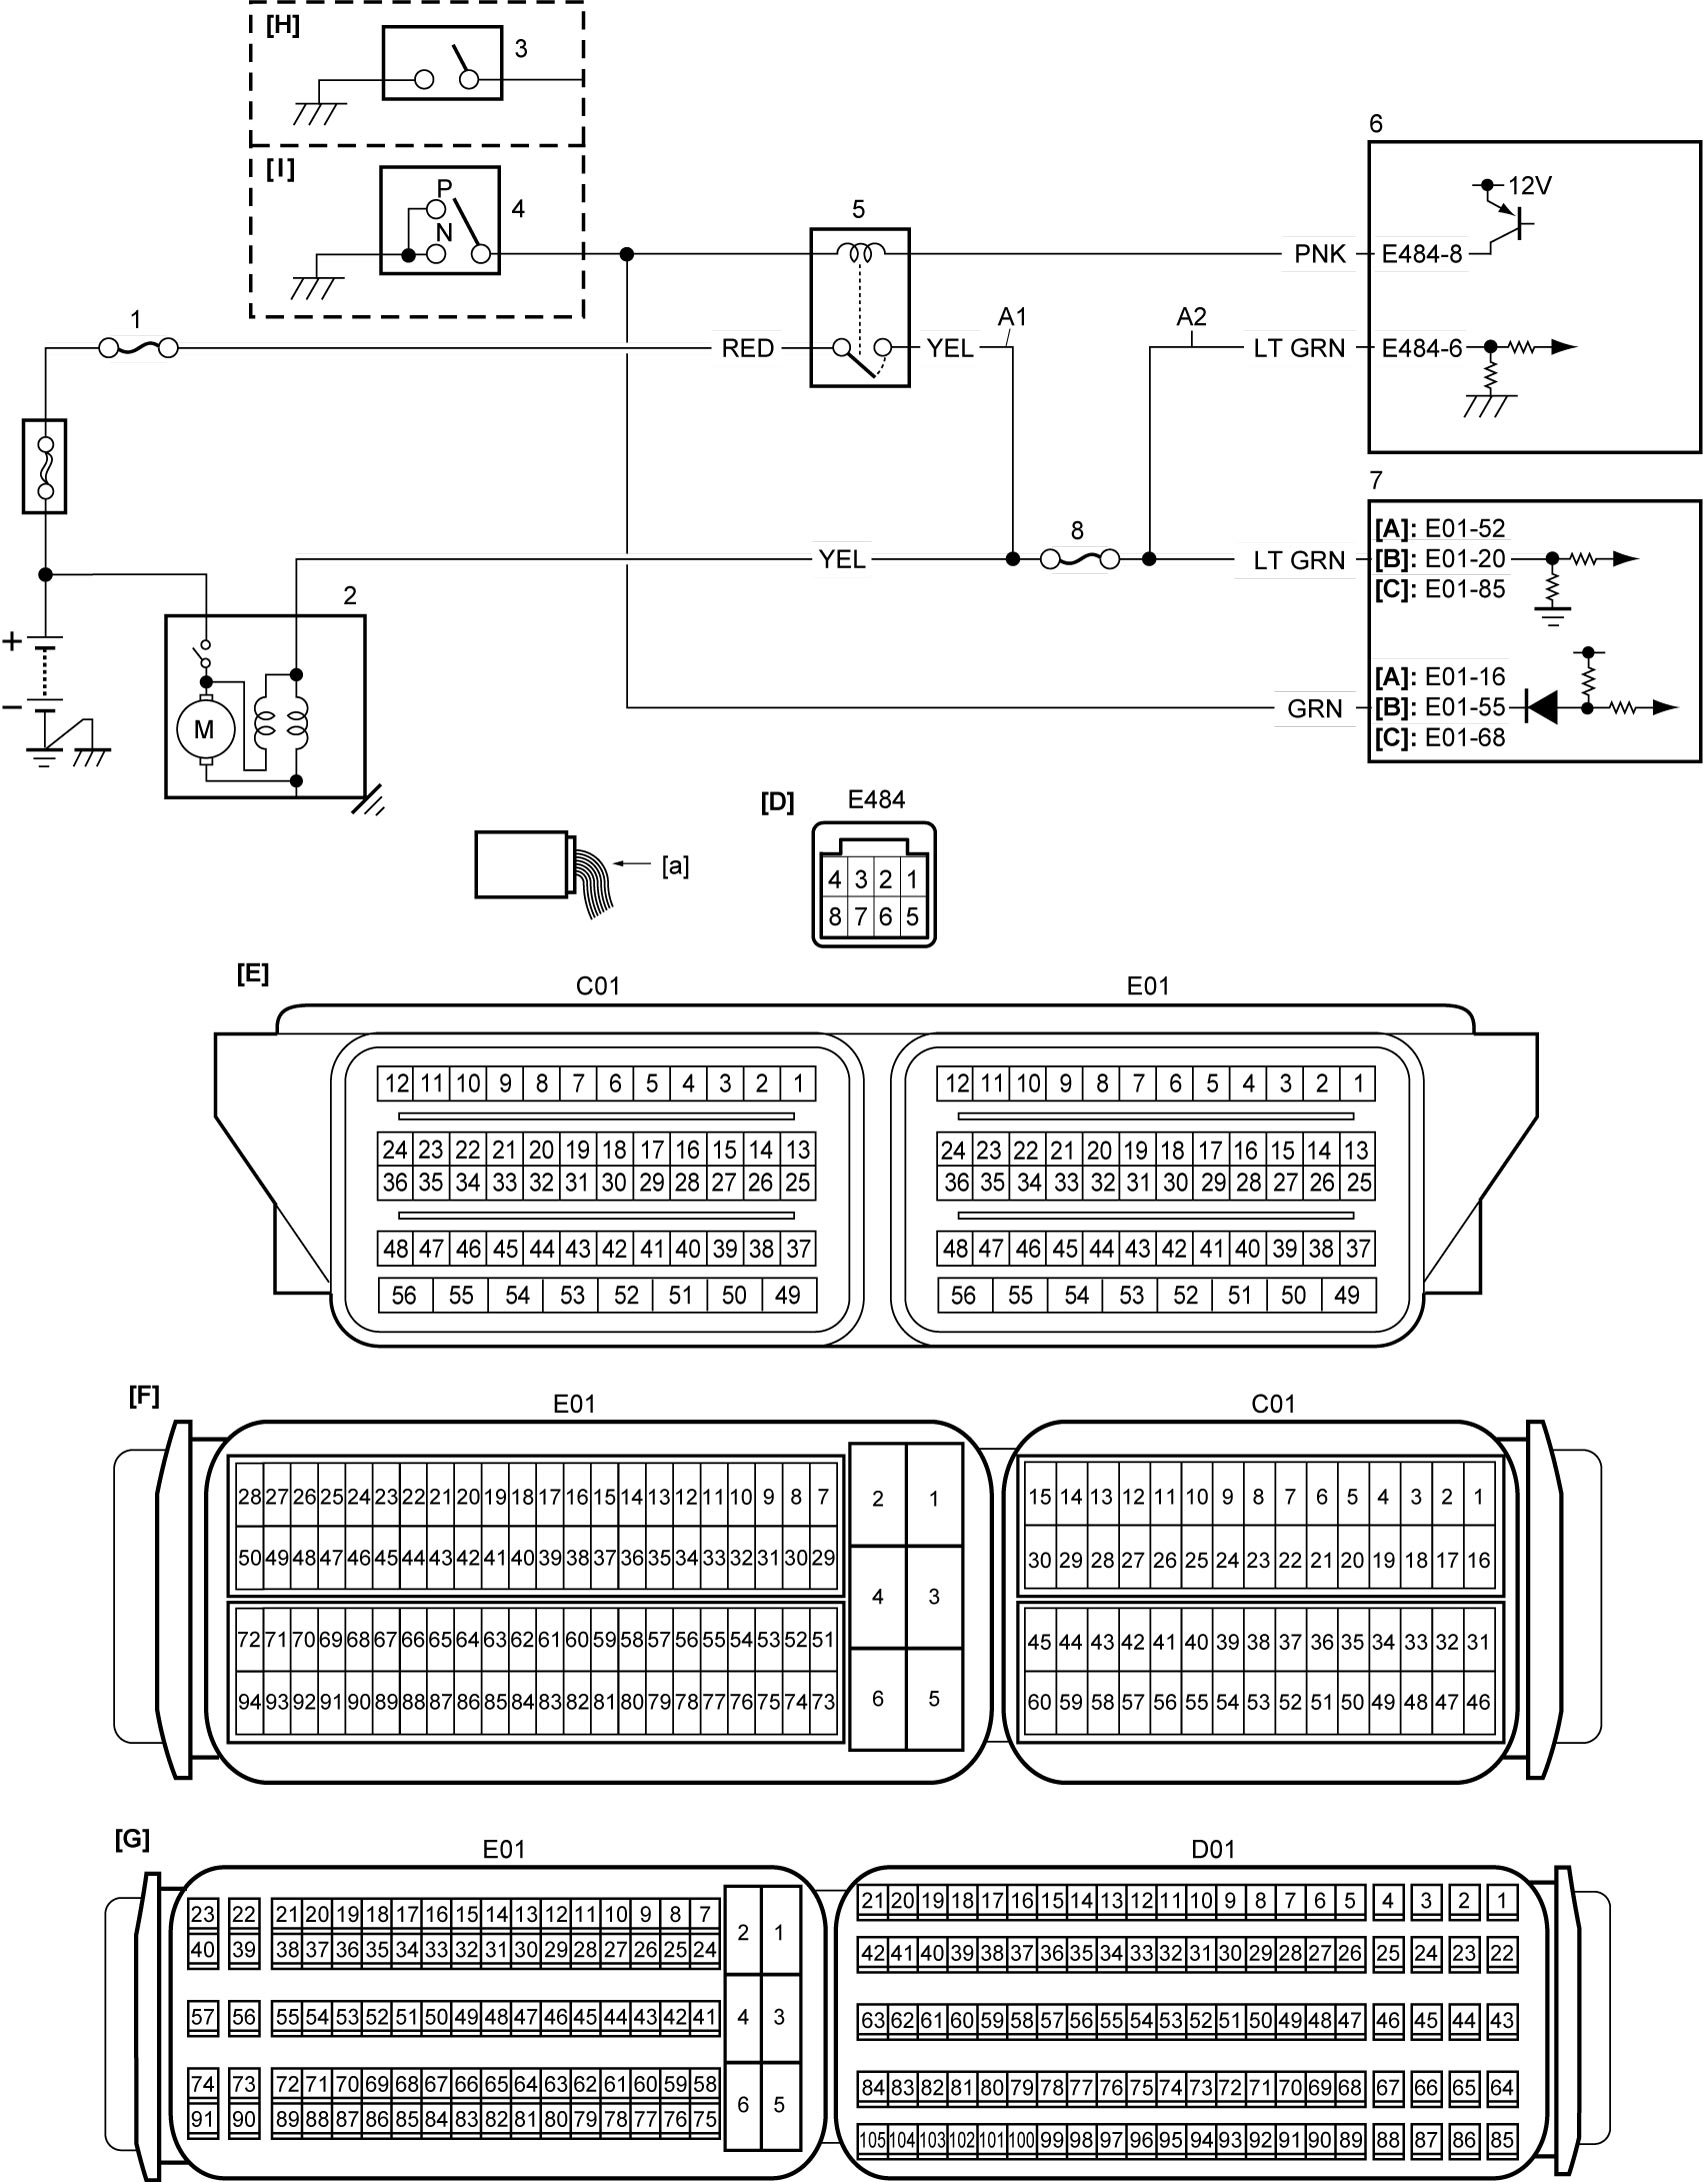 [H]
3
6
[I]
P
N
4
5
12V
PNK
E484-8
1
A1
A2
RED
YEL
LT GRN
E484-6
7
8
[A]: E01-52
YEL
LT GRN
[B]: E01-20
[C]: E01-85
2
+
−
M
[A]: E01-16
GRN
[B]: E01-55
[C]: E01-68
[D]
E484
[a]
4 3 2 1
8 7 6 5
[E]
C01
E01
12 11 10 9 8 7 6 5 4 3 2 1
12 11 10 9 8 7 6 5 4 3 2 1
24 23 22 21 20 19 18 17 16 15 14 13
24 23 22 21 20 19 18 17 16 15 14 13
36 35 34 33 32 31 30 29 28 27 26 25
36 35 34 33 32 31 30 29 28 27 26 25
48 47 46 45 44 43 42 41 40 39 38 37
48 47 46 45 44 43 42 41 40 39 38 37
56 55 54 53 52 51 50 49
56 55 54 53 52 51 50 49
[F]
E01
C01
28 27 26 25 24 23 22 21 20 19 18 17 16 15 14 13 12 11 10 9 8 7
2 1
15 14 13 12 11 10 9 8 7 6 5 4 3 2 1
50 49 48 47 46 45 44 43 42 41 40 39 38 37 36 35 34 33 32 31 30 29
30 29 28 27 26 25 24 23 22 21 20 19 18 17 16
4 3
72 71 70 69 68 67 66 65 64 63 62 61 60 59 58 57 56 55 54 53 52 51
45 44 43 42 41 40 39 38 37 36 35 34 33 32 31
94 93 92 91 90 89 88 87 86 85 84 83 82 81 80 79 78 77 76 75 74 73
6 5
60 59 58 57 56 55 54 53 52 51 50 49 48 47 46
[G]
E01
D01
23 22 21 20 19 18 17 16 15 14 13 12 11 10 9 8 7
2 1
21 20 19 18 17 16 15 14 13 12 11 10 9 8 7 6 5 4 3 2 1
40 39 38 37 36 35 34 33 32 31 30 29 28 27 26 25 24
42 41 40 39 38 37 36 35 34 33 32 31 30 29 28 27 26 25 24 23 22
57 56 55 54 53 52 51 50 49 48 47 46 45 44 43 42 41
4 3
63 62 61 60 59 58 57 56 55 54 53 52 51 50 49 48 47 46 45 44 43
74 73 72 71 70 69 68 67 66 65 64 63 62 61 60 59 58
84 83 82 81 80 79 78 77 76 75 74 73 72 71 70 69 68 67 66 65 64
91 90 89 88 87 86 85 84 83 82 81 80 79 78 77 76 75
6 5
105 104 103 102 101 100 99 98 97 96 95 94 93 92 91 90 89 88 87 86 85